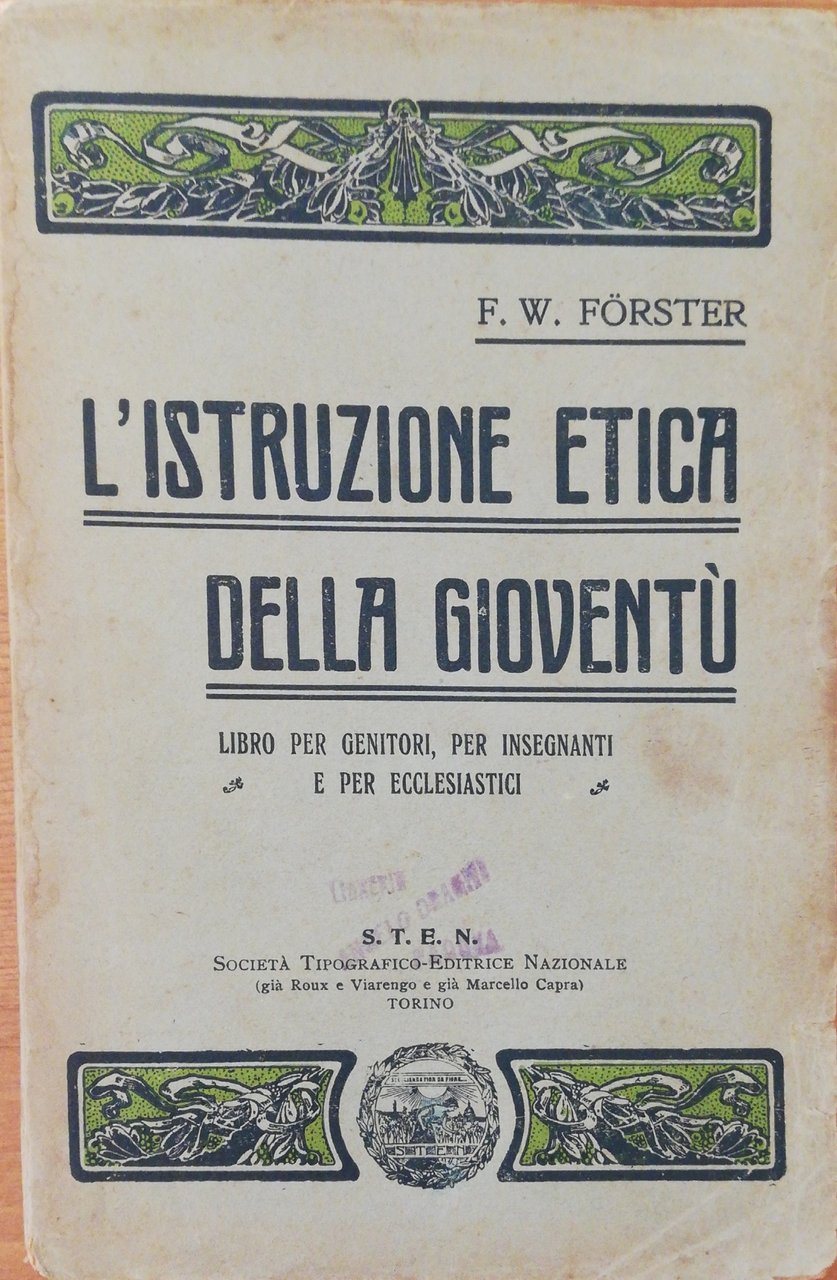 F. W. FÖRSTER
L'ISTRUZIONE ETICA
DELLA GIOVENTÙ
LIBRO PER GENITORI, PER INSEGNANTI
E PER ECCLESIASTICI
LIBRERIA
S. T. E. N.
SOCIETÀ TIPOGRAFICO-EDITRICE NAZIONALE
(già Roux e Viarengo e già Marcello Capra)
TORINO
S·T·E·N